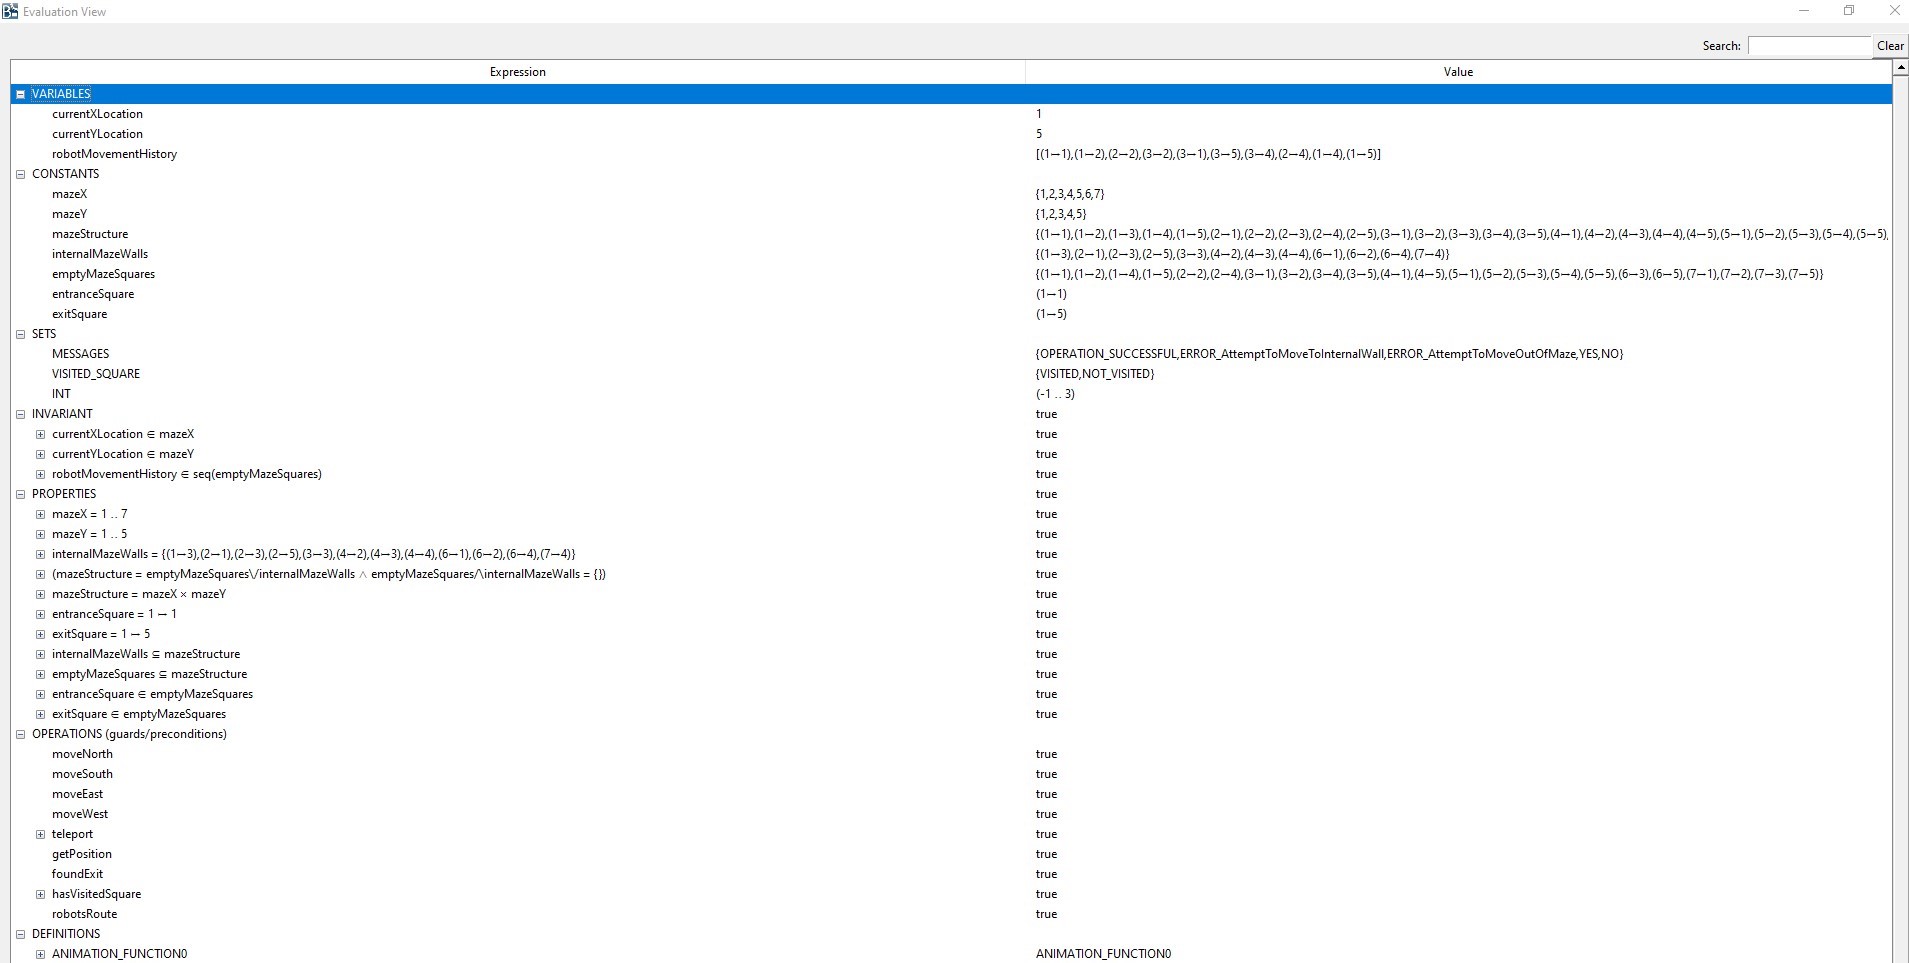 Evaluation View
Search: Clear
Expression Value
VARIABLES
currentXLocation 1
currentYLocation 5
robotMovementHistory [(1↦1),(1↦2),(2↦2),(3↦2),(3↦1),(3↦5),(3↦4),(2↦4),(1↦4),(1↦5)]
CONSTANTS
mazeX {1,2,3,4,5,6,7}
mazeY {1,2,3,4,5}
mazeStructure {(1↦1),(1↦2),(1↦3),(1↦4),(1↦5),(2↦1),(2↦2),(2↦3),(2↦4),(2↦5),(3↦1),(3↦2),(3↦3),(3↦4),(3↦5),(4↦1),(4↦2),(4↦3),(4↦4),(4↦5),(5↦1),(5↦2),(5↦3),(5↦4),(5↦5),
internalMazeWalls {(1↦3),(2↦1),(2↦3),(2↦5),(3↦3),(4↦2),(4↦3),(4↦4),(6↦1),(6↦2),(6↦4),(7↦4)}
emptyMazeSquares {(1↦1),(1↦2),(1↦4),(1↦5),(2↦2),(2↦4),(3↦1),(3↦2),(3↦4),(3↦5),(4↦1),(4↦5),(5↦1),(5↦2),(5↦3),(5↦4),(5↦5),(6↦3),(6↦5),(7↦1),(7↦2),(7↦3),(7↦5)}
entranceSquare (1↦1)
exitSquare (1↦5)
SETS
MESSAGES {OPERATION_SUCCESSFUL,ERROR_AttemptToMoveToInternalWall,ERROR_AttemptToMoveOutOfMaze,YES,NO}
VISITED_SQUARE {VISITED,NOT_VISITED}
INT (-1 .. 3)
INVARIANT true
currentXLocation ∈ mazeX true
currentYLocation ∈ mazeY true
robotMovementHistory ∈ seq(emptyMazeSquares) true
PROPERTIES true
mazeX = 1 .. 7 true
mazeY = 1 .. 5 true
internalMazeWalls = {(1↦3),(2↦1),(2↦3),(2↦5),(3↦3),(4↦2),(4↦3),(4↦4),(6↦1),(6↦2),(6↦4),(7↦4)} true
(mazeStructure = emptyMazeSquares\/internalMazeWalls ∧ emptyMazeSquares/\internalMazeWalls = {}) true
mazeStructure = mazeX × mazeY true
entranceSquare = 1 ↦ 1 true
exitSquare = 1 ↦ 5 true
internalMazeWalls ⊆ mazeStructure true
emptyMazeSquares ⊆ mazeStructure true
entranceSquare ∈ emptyMazeSquares true
exitSquare ∈ emptyMazeSquares true
OPERATIONS (guards/preconditions)
moveNorth true
moveSouth true
moveEast true
moveWest true
teleport true
getPosition true
foundExit true
hasVisitedSquare true
robotsRoute true
DEFINITIONS
ANIMATION_FUNCTION0 ANIMATION_FUNCTION0